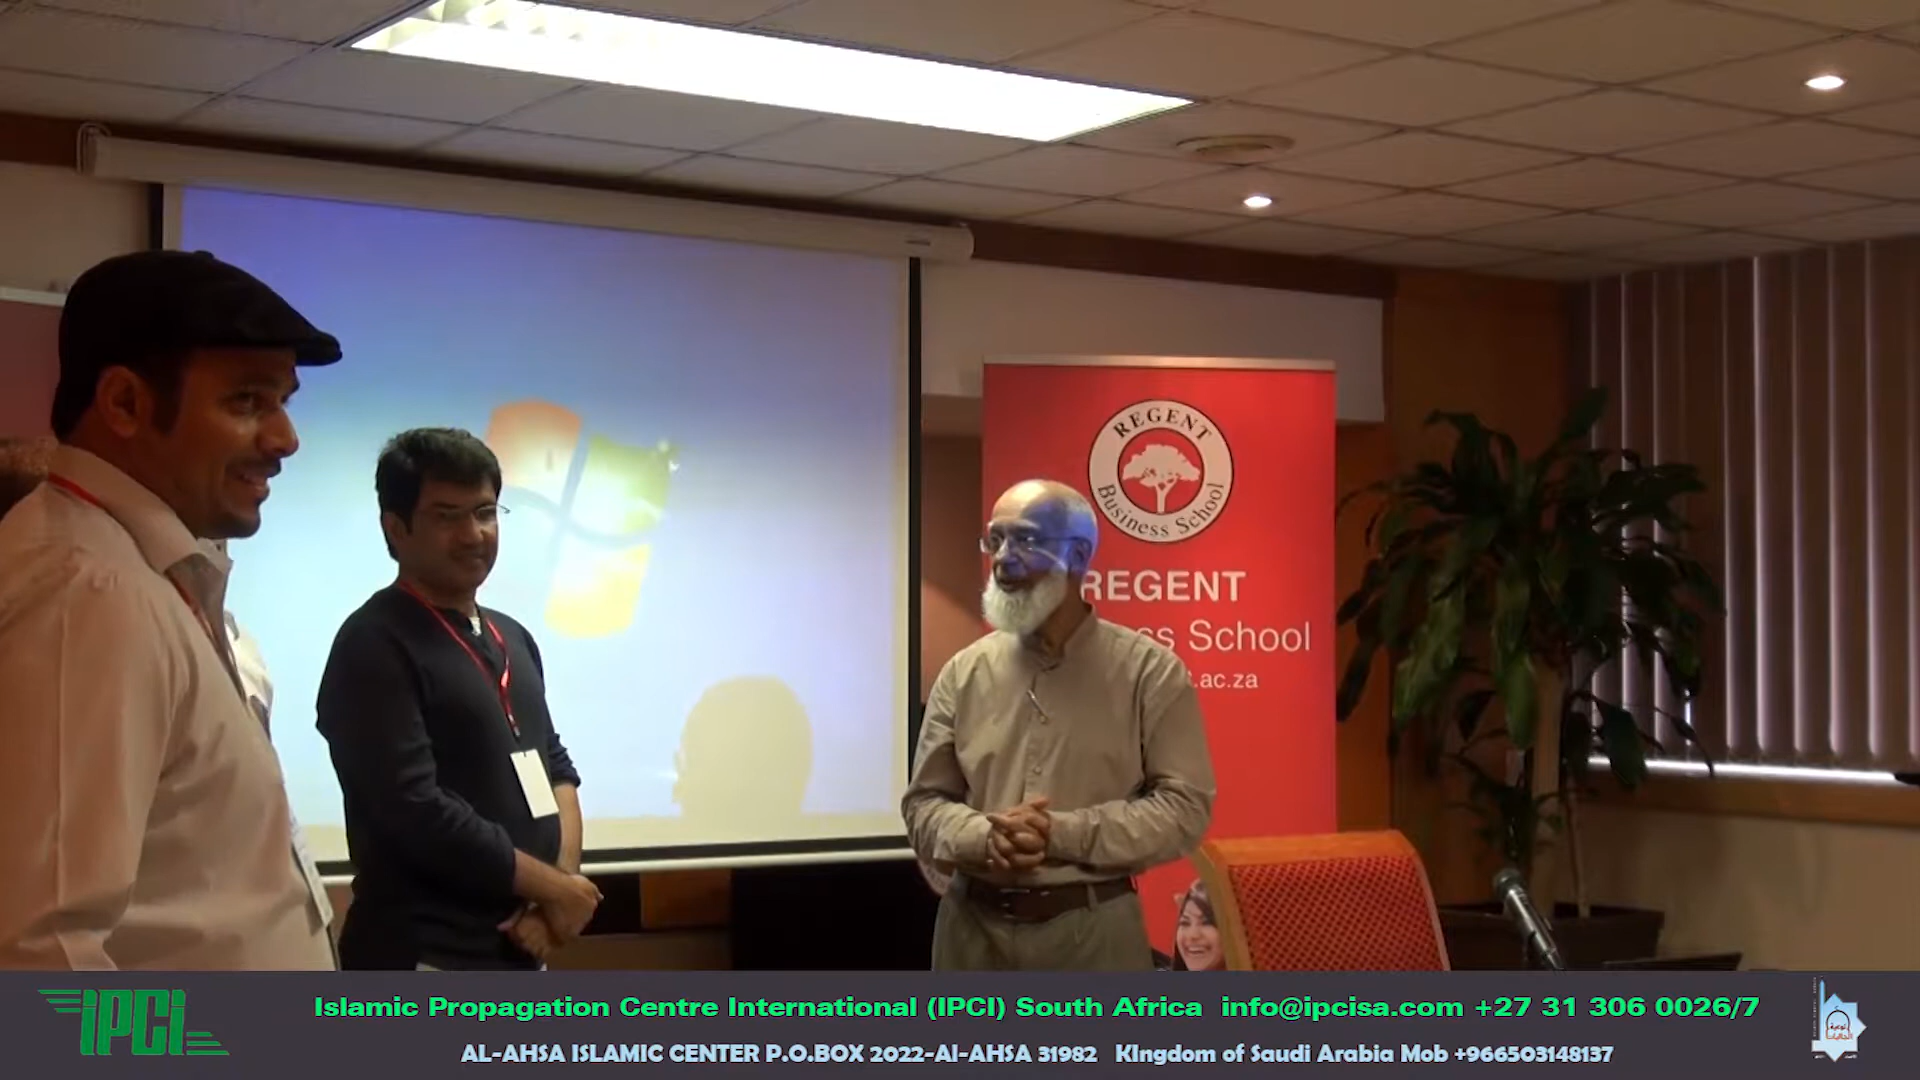 REGENT
Business School
REGENT
ss School
.ac.za
iPCi
Islamic Propagation Centre International (IPCI) South Africa info@ipcisa.com +27 31 306 0026/7
AL-AHSA ISLAMIC CENTER P.O.BOX 2022-Al-AHSA 31982 KIngdom of Saudi Arabia Mob +966503148137